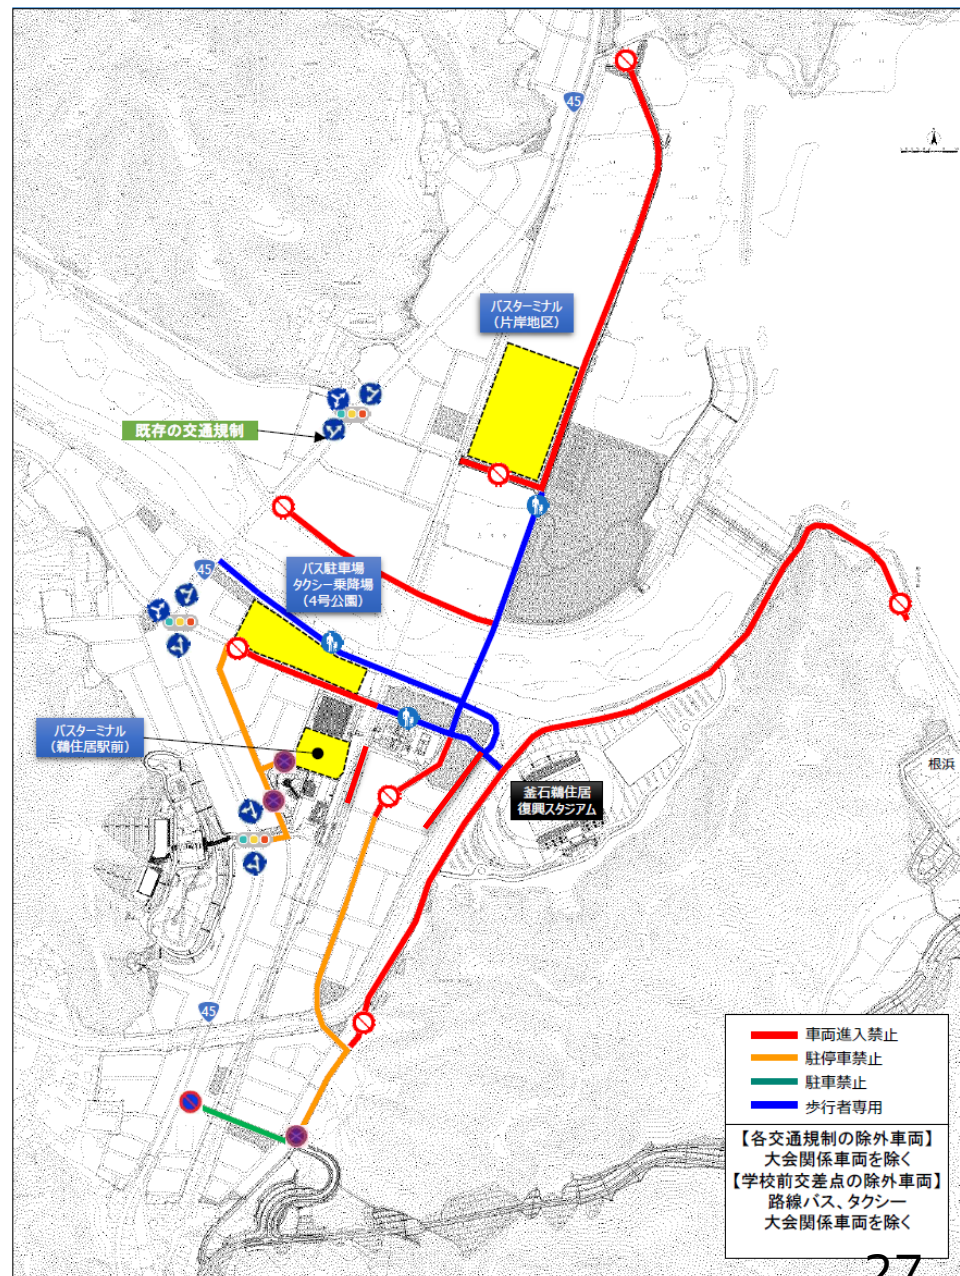 45
バスターミナル
(片岸地区)
既存の交通規制
45
バス駐車場
タクシー乗降場
(4号公園)
バスターミナル
(鵜住居駅前)
根浜
釜石鵜住居
復興スタジアム
45
車両進入禁止
駐停車禁止
駐車禁止
歩行者専用
【各交通規制の除外車両】
大会関係車両を除く
【学校前交差点の除外車両】
路線バス、タクシー
大会関係車両を除く
27